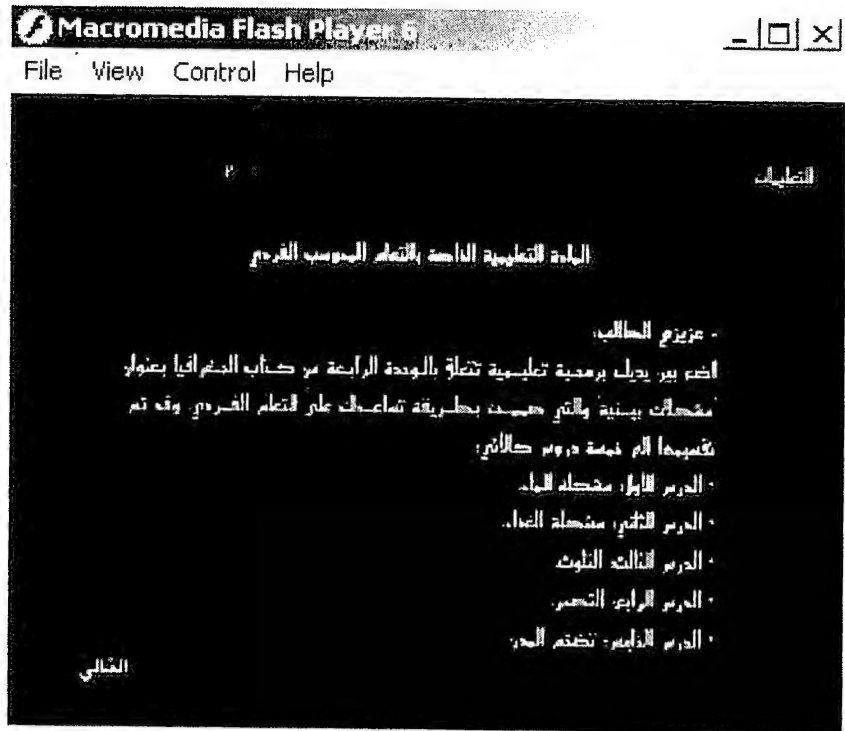 Macromedia Flash Player 6
File View Control Help
التعليمات
المادة التعليمية الخاصة بالتعلم المحوسب الفردي
- عزيزي الطالب:
اضع بين يديك برمجية تعليمية تتعلق بالوحدة الرابعة من كتاب الجغرافيا بعنوان
"مشكلات بيئية" والتي صممت بطريقة تساعدك على التعلم الفردي. وقد تم
تقسيمها الى خمسة دروس كالآتي:
· الدرس الأول: مشكلة الماء.
· الدرس الثاني: مشكلة الغذاء.
· الدرس الثالث: التلوث.
· الدرس الرابع: التصحر.
· الدرس الخامس: تضخم المدن.
التالي